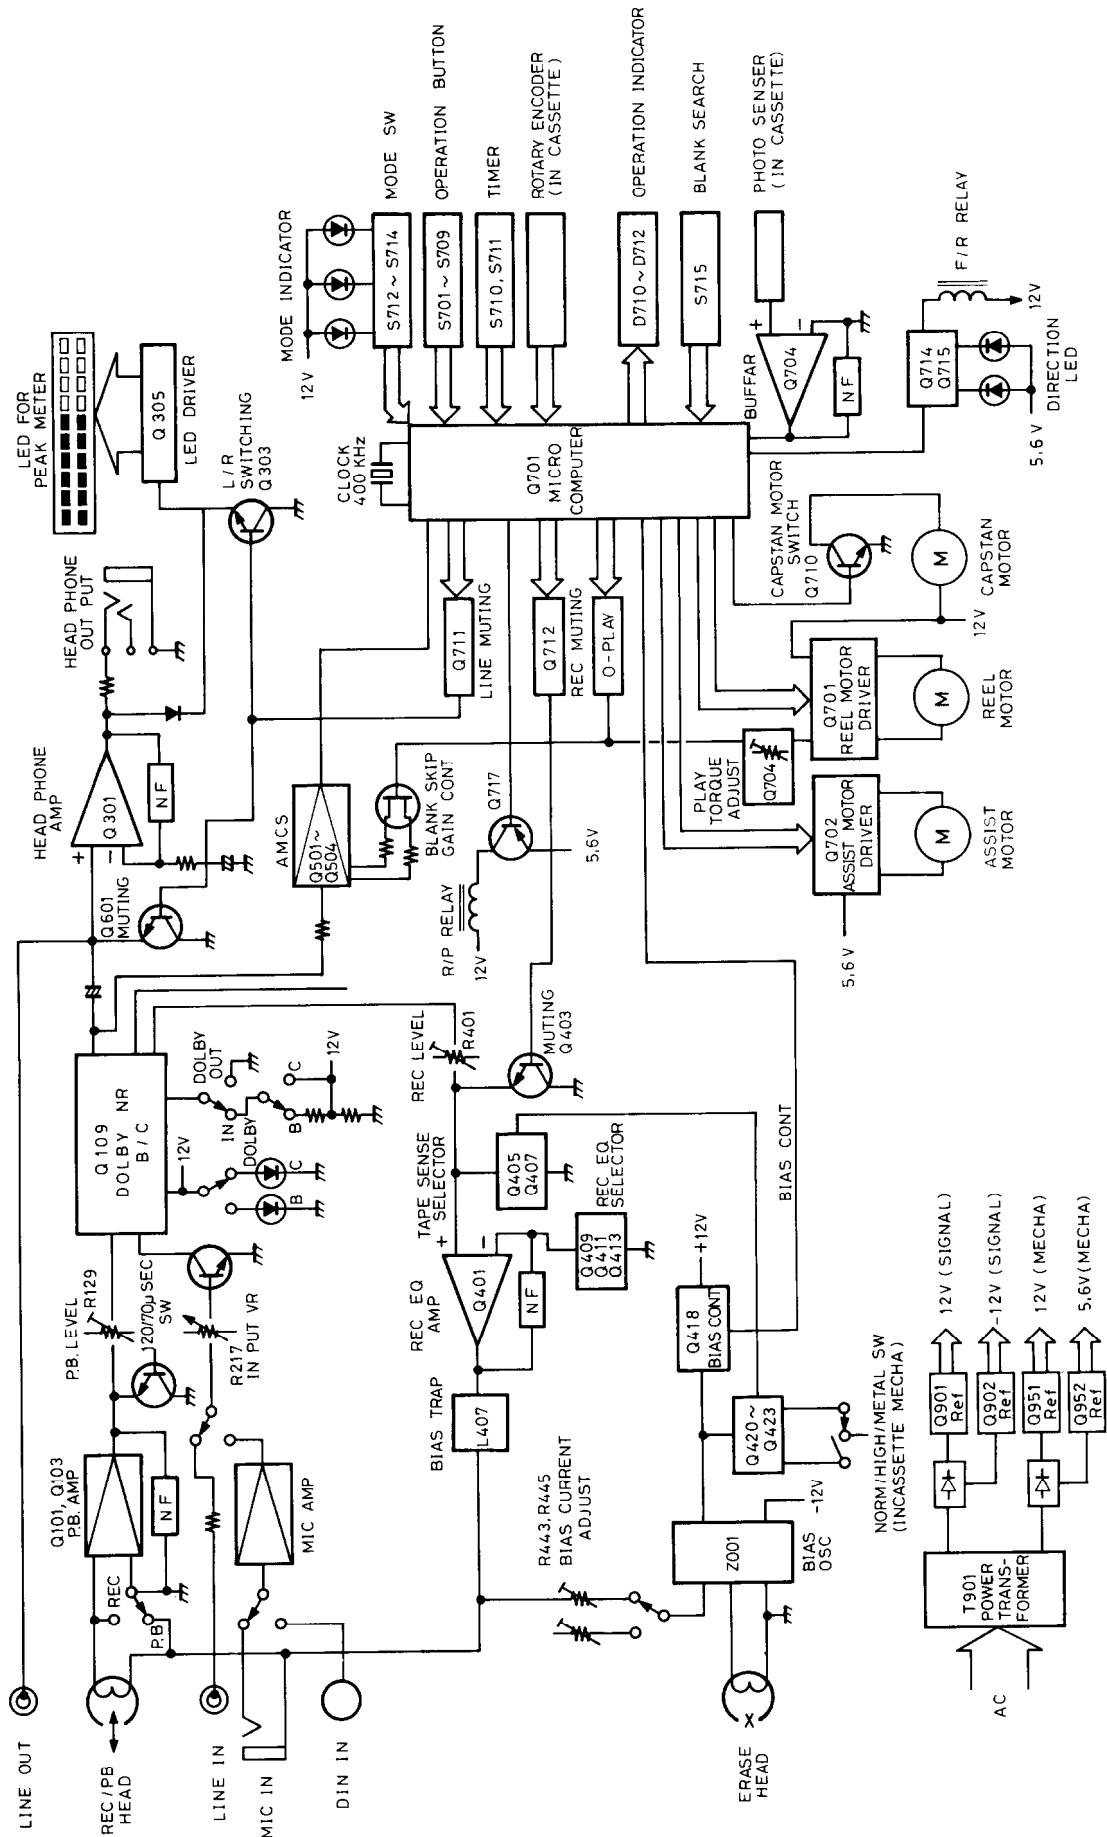 LINE OUT
REC/PB
HEAD
LINE IN
MIC IN
DIN IN
REC
P.B
Q101, Q103
P.B. AMP
NF
MIC AMP
P.B. LEVEL
R129
120/70μSEC
SW
R217
IN PUT VR
Q109
DOLBY NR
B/C
12V
DOLBY
OUT
IN
DOLBY
B
C
B
C
12V
Q601
MUTING
HEAD PHONE
AMP
+
−
Q301
NF
HEAD PHONE
OUT PUT
LED FOR
PEAK METER
Q305
LED DRIVER
L/R
SWITCHING
Q303
MODE INDICATOR
12V
MODE SW
S712~S714
OPERATION BUTTON
S701~S709
TIMER
S710, S711
ROTARY ENCODER
(IN CASSETTE)
OPERATION INDICATOR
D710~D712
BLANK SEARCH
S715
PHOTO SENSER
(IN CASSETTE)
BUFFAR
+
−
Q704
NF
F/R RELAY
12V
Q714
Q715
DIRECTION
LED
5,6V
CLOCK
400 KHz
Q701
MICRO
COMPUTER
AMCS
Q501~
Q504
BLANK SKIP
GAIN CONT
Q711
LINE MUTING
Q712
REC MUTING
O-PLAY
Q717
R/P RELAY
12V
5,6V
CAPSTAN MOTOR
SWITCH
Q710
M
CAPSTAN
MOTOR
12V
PLAY
TORQUE
ADJUST
Q704
Q701
REEL MOTOR
DRIVER
M
REEL
MOTOR
Q702
ASSIST MOTOR
DRIVER
M
ASSIST
MOTOR
5,6V
REC LEVEL
R401
MUTING
Q403
TAPE SENSE
SELECTOR
Q405
Q407
REC EQ
AMP
+
−
Q401
NF
REC EQ
SELECTOR
Q409
Q411
Q413
BIAS TRAP
L407
BIAS CONT
+12V
Q418
BIAS CONT
Q420~
Q423
NORM/HIGH/METAL SW
(INCASSETTE MECHA)
R443, R445
BIAS CURRENT
ADJUST
Z001
BIAS
OSC
−12V
ERASE
HEAD
X
AC
T901
POWER
TRANS-
FORMER
Q901
Ref
12V (SIGNAL)
Q902
Ref
-12V (SIGNAL)
Q951
Ref
12V (MECHA)
Q952
Ref
5,6V (MECHA)